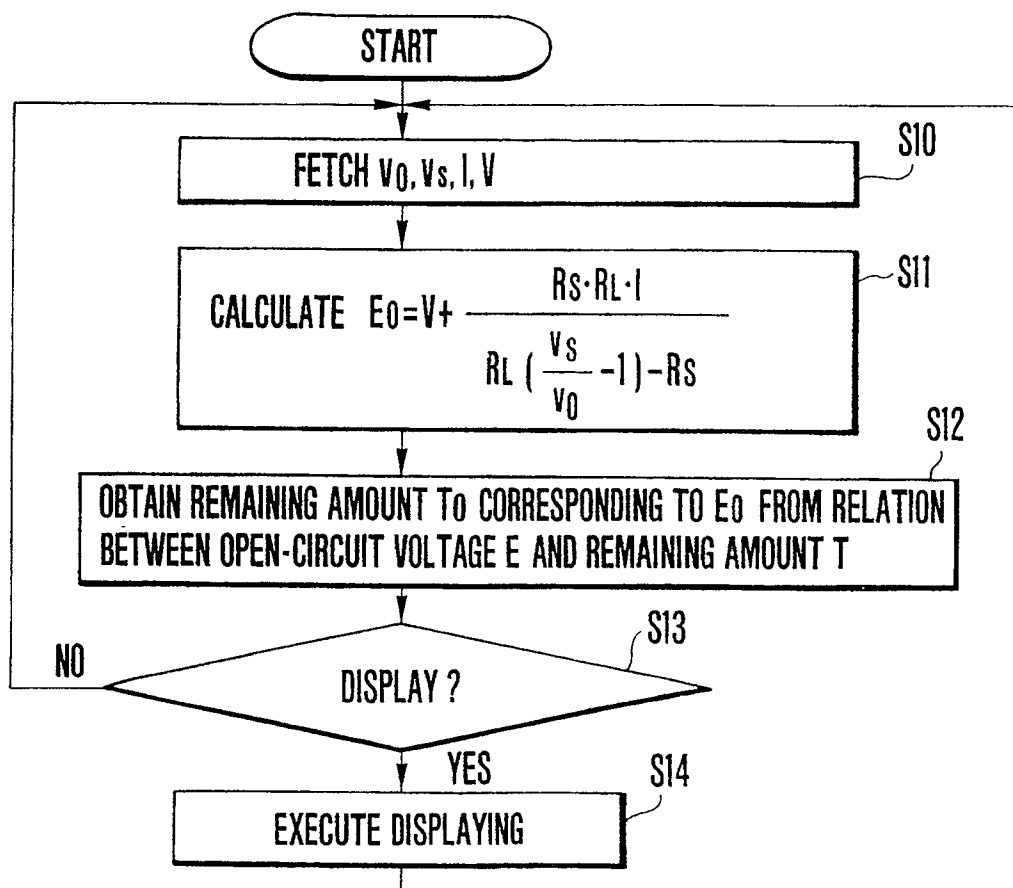 START
FETCH v0, vs, I, V
S10
CALCULATE E0=V+ RS·RL·I
RL ( vs
v0 -1)-RS
S11
S12
OBTAIN REMAINING AMOUNT T0 CORRESPONDING TO E0 FROM RELATION
BETWEEN OPEN-CIRCUIT VOLTAGE E AND REMAINING AMOUNT T
S13
NO
DISPLAY ?
YES
S14
EXECUTE DISPLAYING